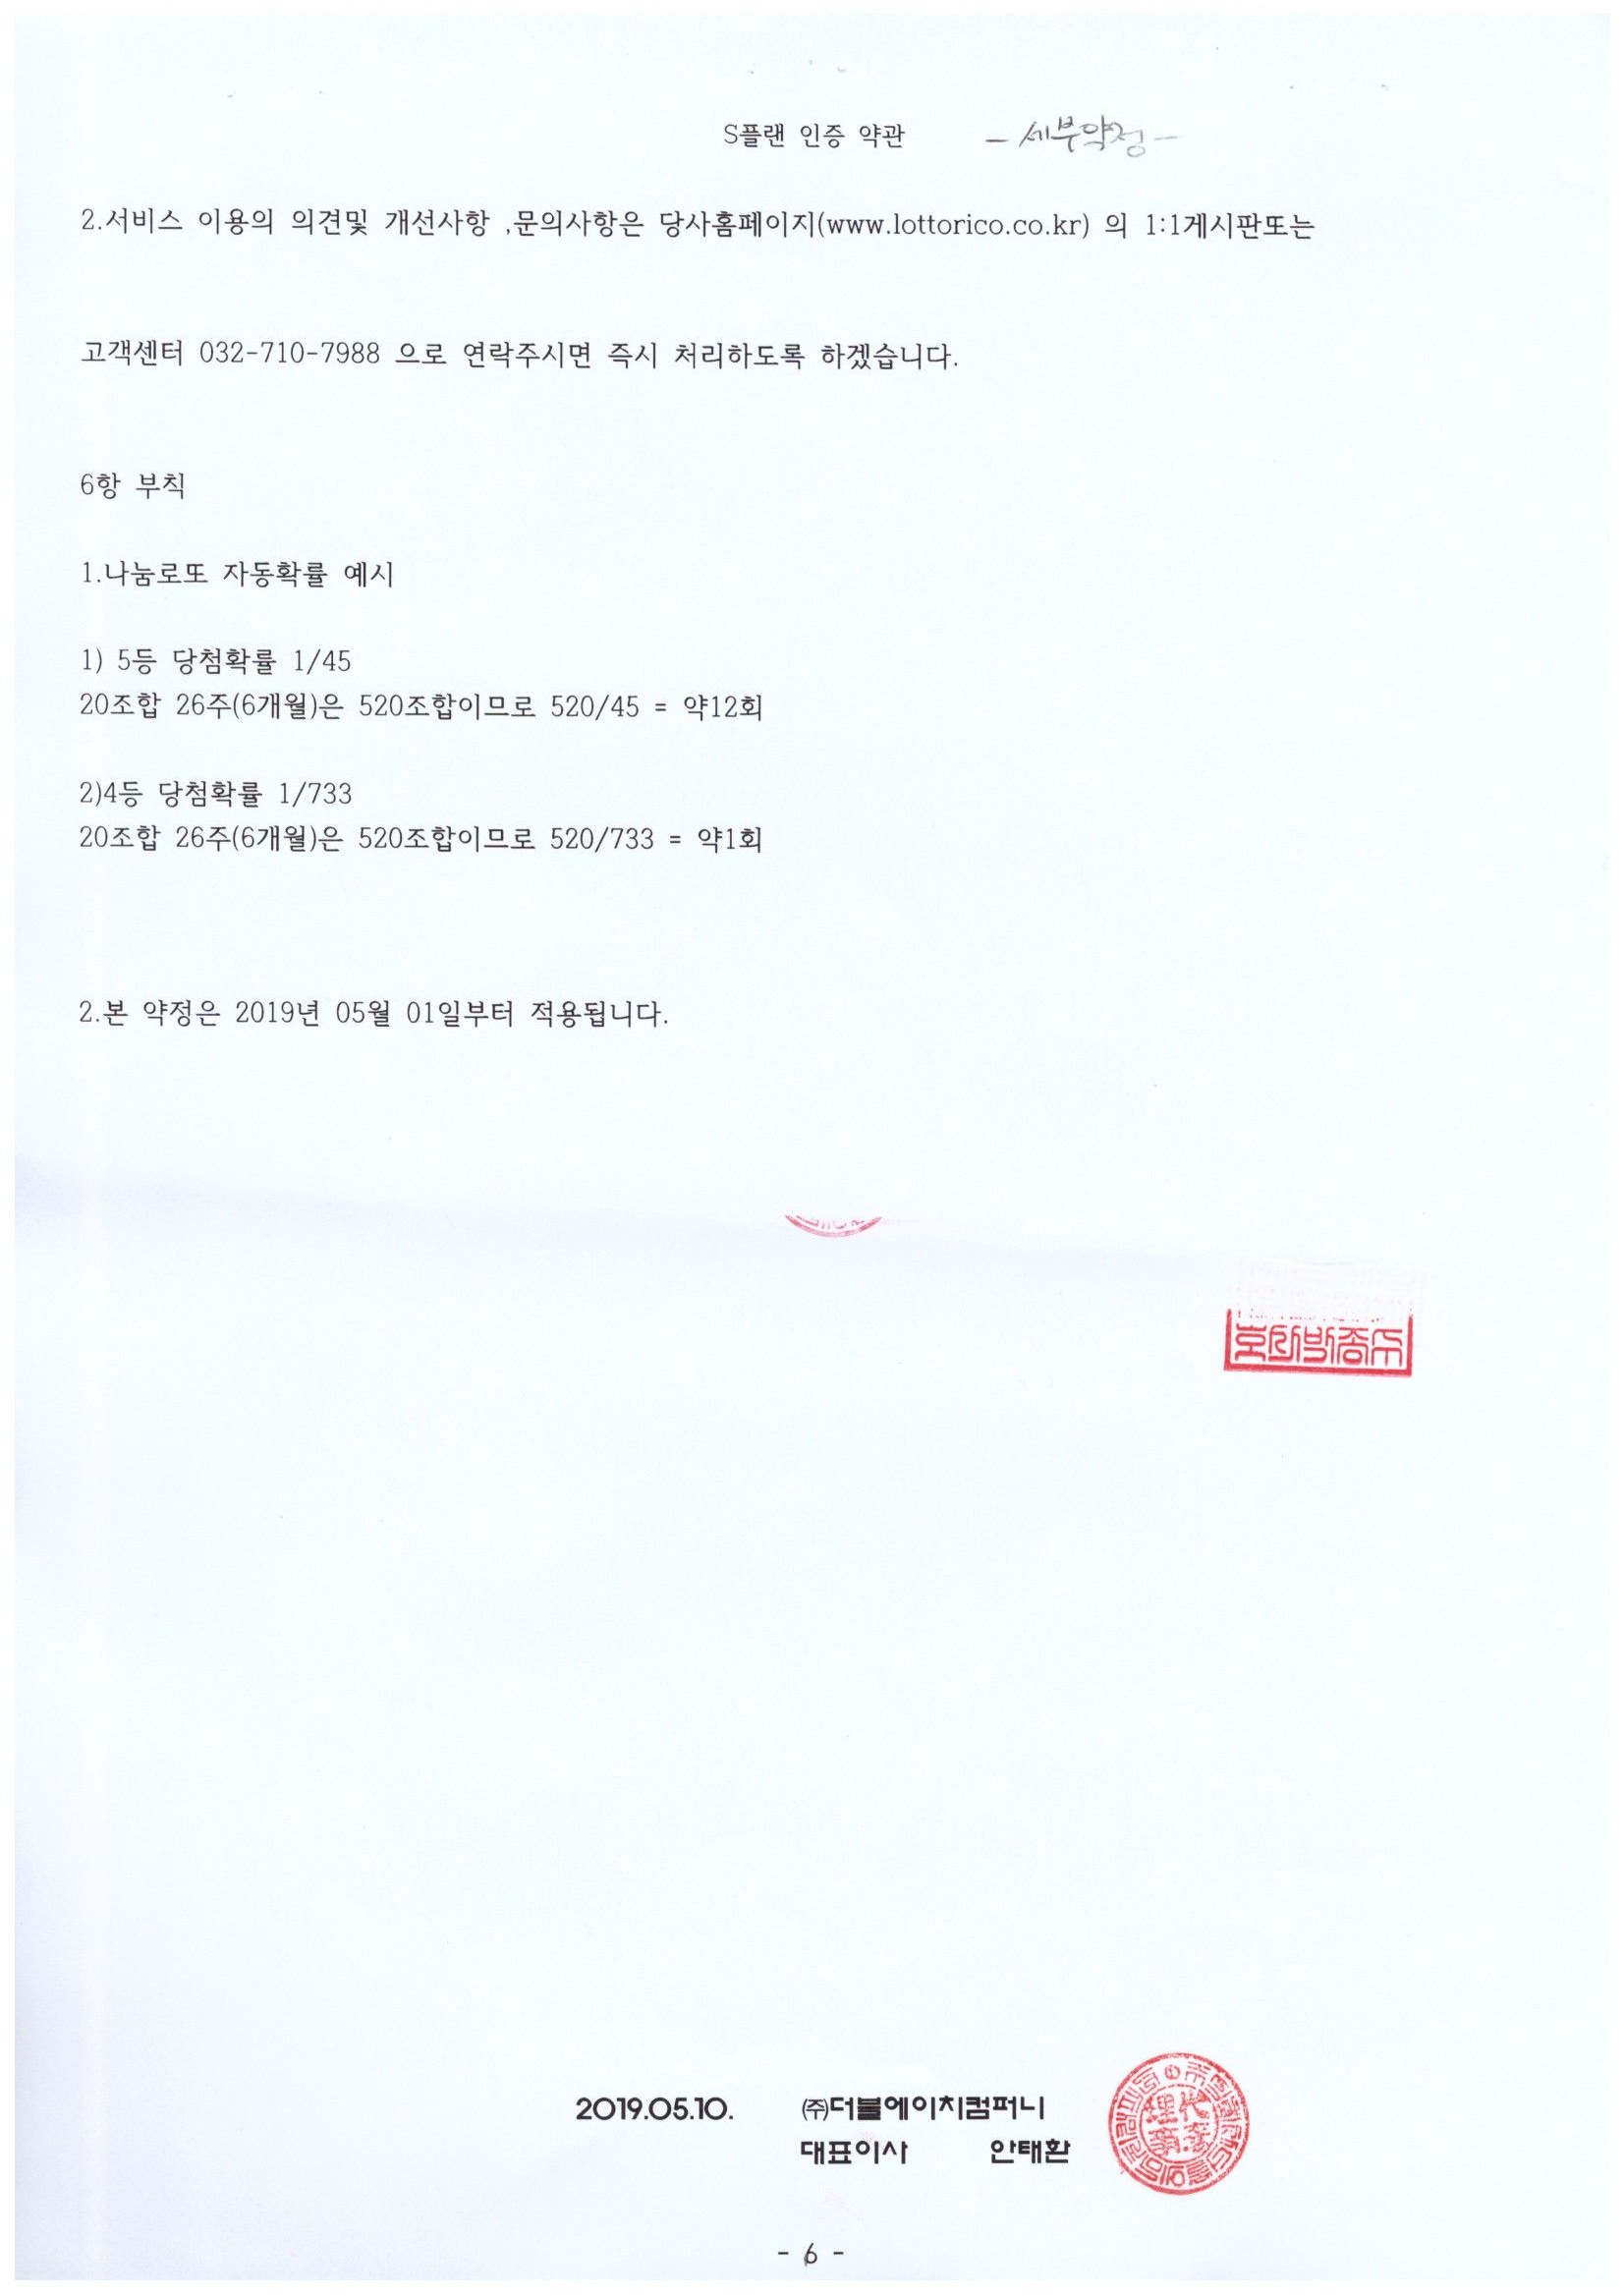 S플랜 인증 약관 - 세부약정 -
2.서비스 이용의 의견및 개선사항 ,문의사항은 당사홈페이지(www.lottorico.co.kr) 의 1:1게시판또는
고객센터 032-710-7988 으로 연락주시면 즉시 처리하도록 하겠습니다.
6항 부칙
1.나눔로또 자동확률 예시
1) 5등 당첨확률 1/45
20조합 26주(6개월)은 520조합이므로 520/45 = 약12회
2)4등 당첨확률 1/733
20조합 26주(6개월)은 520조합이므로 520/733 = 약1회
2.본 약정은 2019년 05월 01일부터 적용됩니다.
2019.05.10. ㈜더블에이치컴퍼니
대표이사 안태환
- 6 -